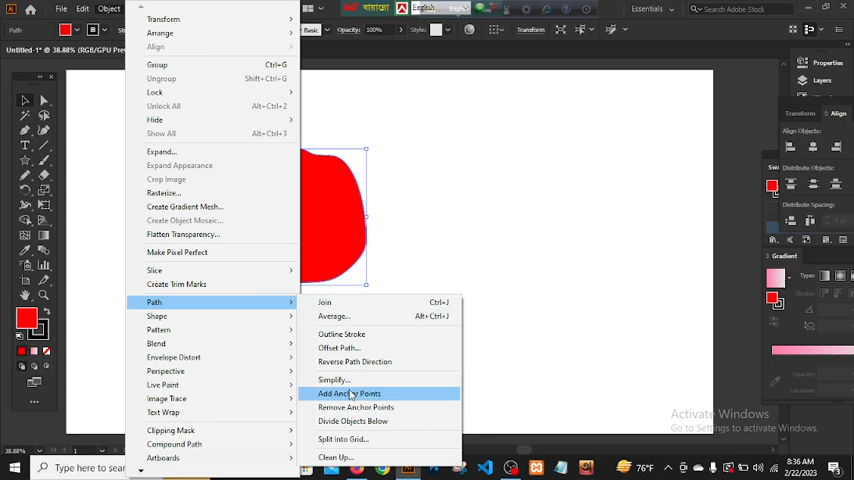 File
Edit
Object
English
Essentials
Search Adobe Stock
Path
Basic
Opacity: 100%
Style:
Transform
Untitled-1* @ 38.88% (RGB/GPU Pre
Transform
Arrange
Align
Group Ctrl+G
Ungroup Shift+Ctrl+G
Lock
Unlock All Alt+Ctrl+2
Hide
Show All Alt+Ctrl+3
Expand...
Expand Appearance
Crop Image
Rasterize...
Create Gradient Mesh...
Create Object Mosaic...
Flatten Transparency...
Make Pixel Perfect
Slice
Create Trim Marks
Path
Shape
Pattern
Blend
Envelope Distort
Perspective
Live Paint
Image Trace
Text Wrap
Clipping Mask
Compound Path
Artboards
Join Ctrl+J
Average... Alt+Ctrl+J
Outline Stroke
Offset Path...
Reverse Path Direction
Simplify...
Add Anchor Points
Remove Anchor Points
Divide Objects Below
Split Into Grid...
Clean Up...
Properties
Layers
Transform
Align
Align Objects:
Distribute Objects:
Distribute Spacing:
Gradient
Type:
Activate Windows
Go to Settings to activate Windows.
38.88%
1
Type here to
76°F
8:36 AM
2/22/2023